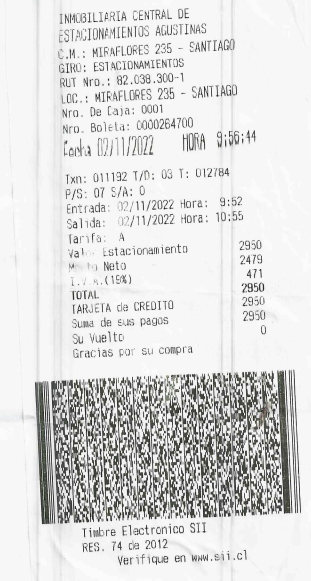 INMOBILIARIA CENTRAL DE
ESTACIONAMIENTOS AGUSTINAS
C.M.: MIRAFLORES 235 - SANTIAGO
GIRO: ESTACIONAMIENTOS
RUT Nro.: 82.038.300-1
LOC.: MIRAFLORES 235 - SANTIAGO
Nro. De Caja: 0001
Nro. Boleta: 0000264700
Fecha 02/11/2022 HORA 9:56:44
Txn: 011192 T/D: 03 T: 012784
P/S: 07 S/A: 0
Entrada: 02/11/2022 Hora: 9:52
Salida: 02/11/2022 Hora: 10:55
Tarifa: A
Estacionamiento 2950
Neto 2479
(19%) 471
TOTAL 2950
TARJETA de CREDITO 2950
Suma de sus pagos 2950
Su Vuelto 0
Gracias por su compra
Timbre Electronico SII
RES. 74 de 2012
Verifique en www.sii.cl